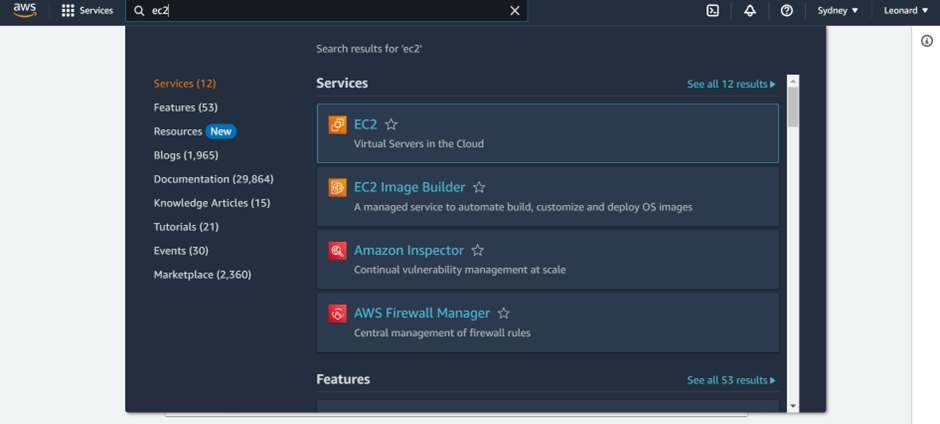 aws Services ec2 Sydney Leonard
Search results for 'ec2'
Services (12)
Features (53)
Resources New
Blogs (1,965)
Documentation (29,864)
Knowledge Articles (15)
Tutorials (21)
Events (30)
Marketplace (2,360)
Services See all 12 results
EC2
Virtual Servers in the Cloud
EC2 Image Builder
A managed service to automate build, customize and deploy OS images
Amazon Inspector
Continual vulnerability management at scale
AWS Firewall Manager
Central management of firewall rules
Features See all 53 results